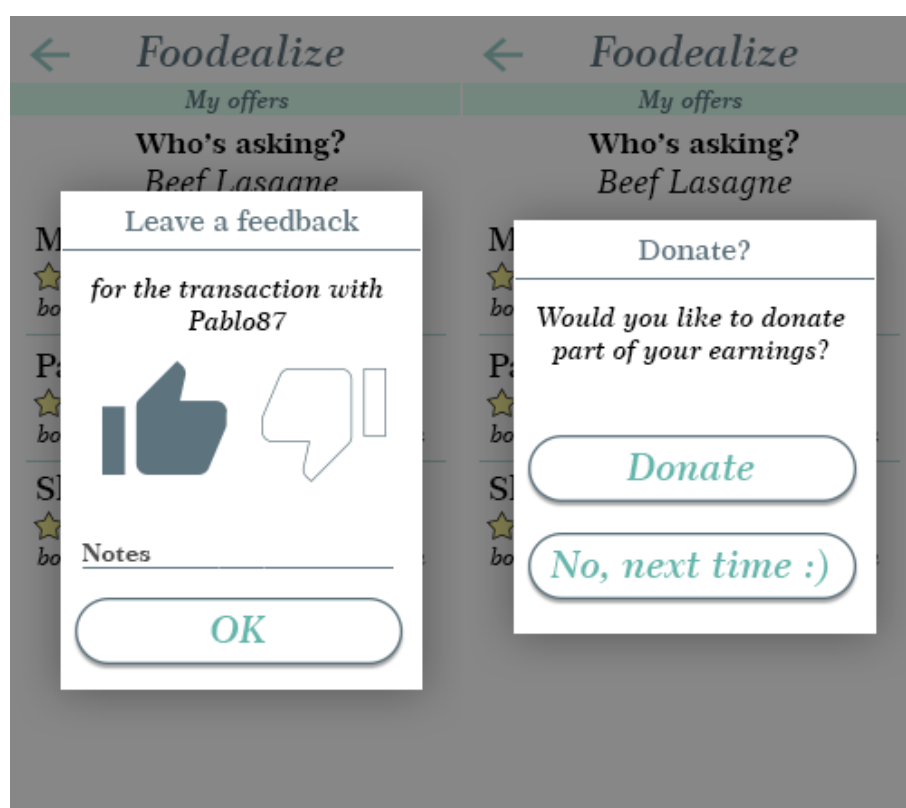 Foodealize
My offers
Who's asking?
Beef Lasagne
Leave a feedback
for the transaction with
Pablo87
Notes
OK
Foodealize
My offers
Who's asking?
Beef Lasagne
Donate?
Would you like to donate
part of your earnings?
Donate
No, next time :)